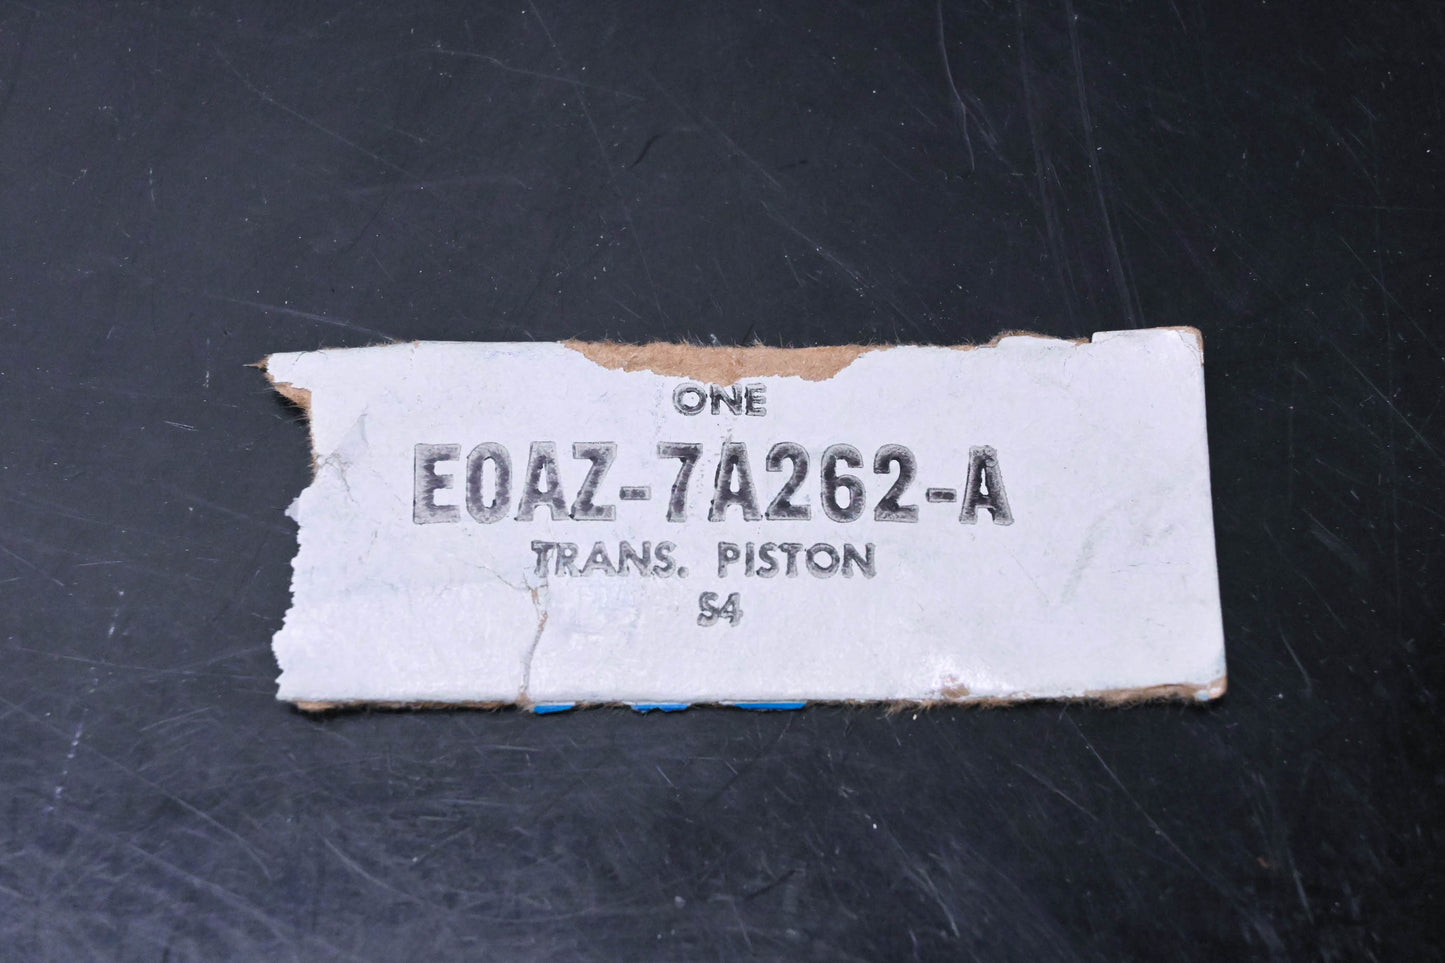 ONE
E0AZ-7A262-A
TRANS. PISTON
S4